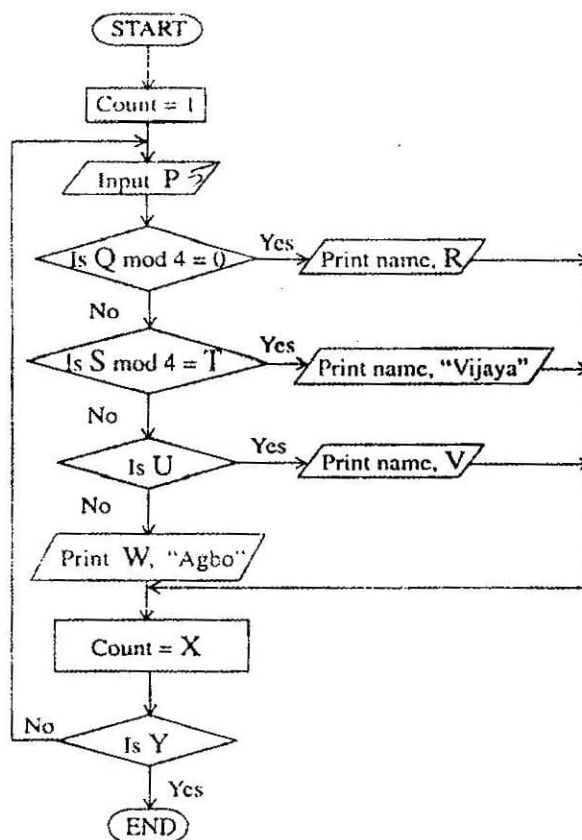 START
Count = 1
Input P
Is Q mod 4 = 0
Yes
Print name, R
No
Is S mod 4 = T
Yes
Print name, "Vijaya"
No
Is U
Yes
Print name, V
No
Print W, "Agbo"
Count = X
No
Is Y
Yes
END